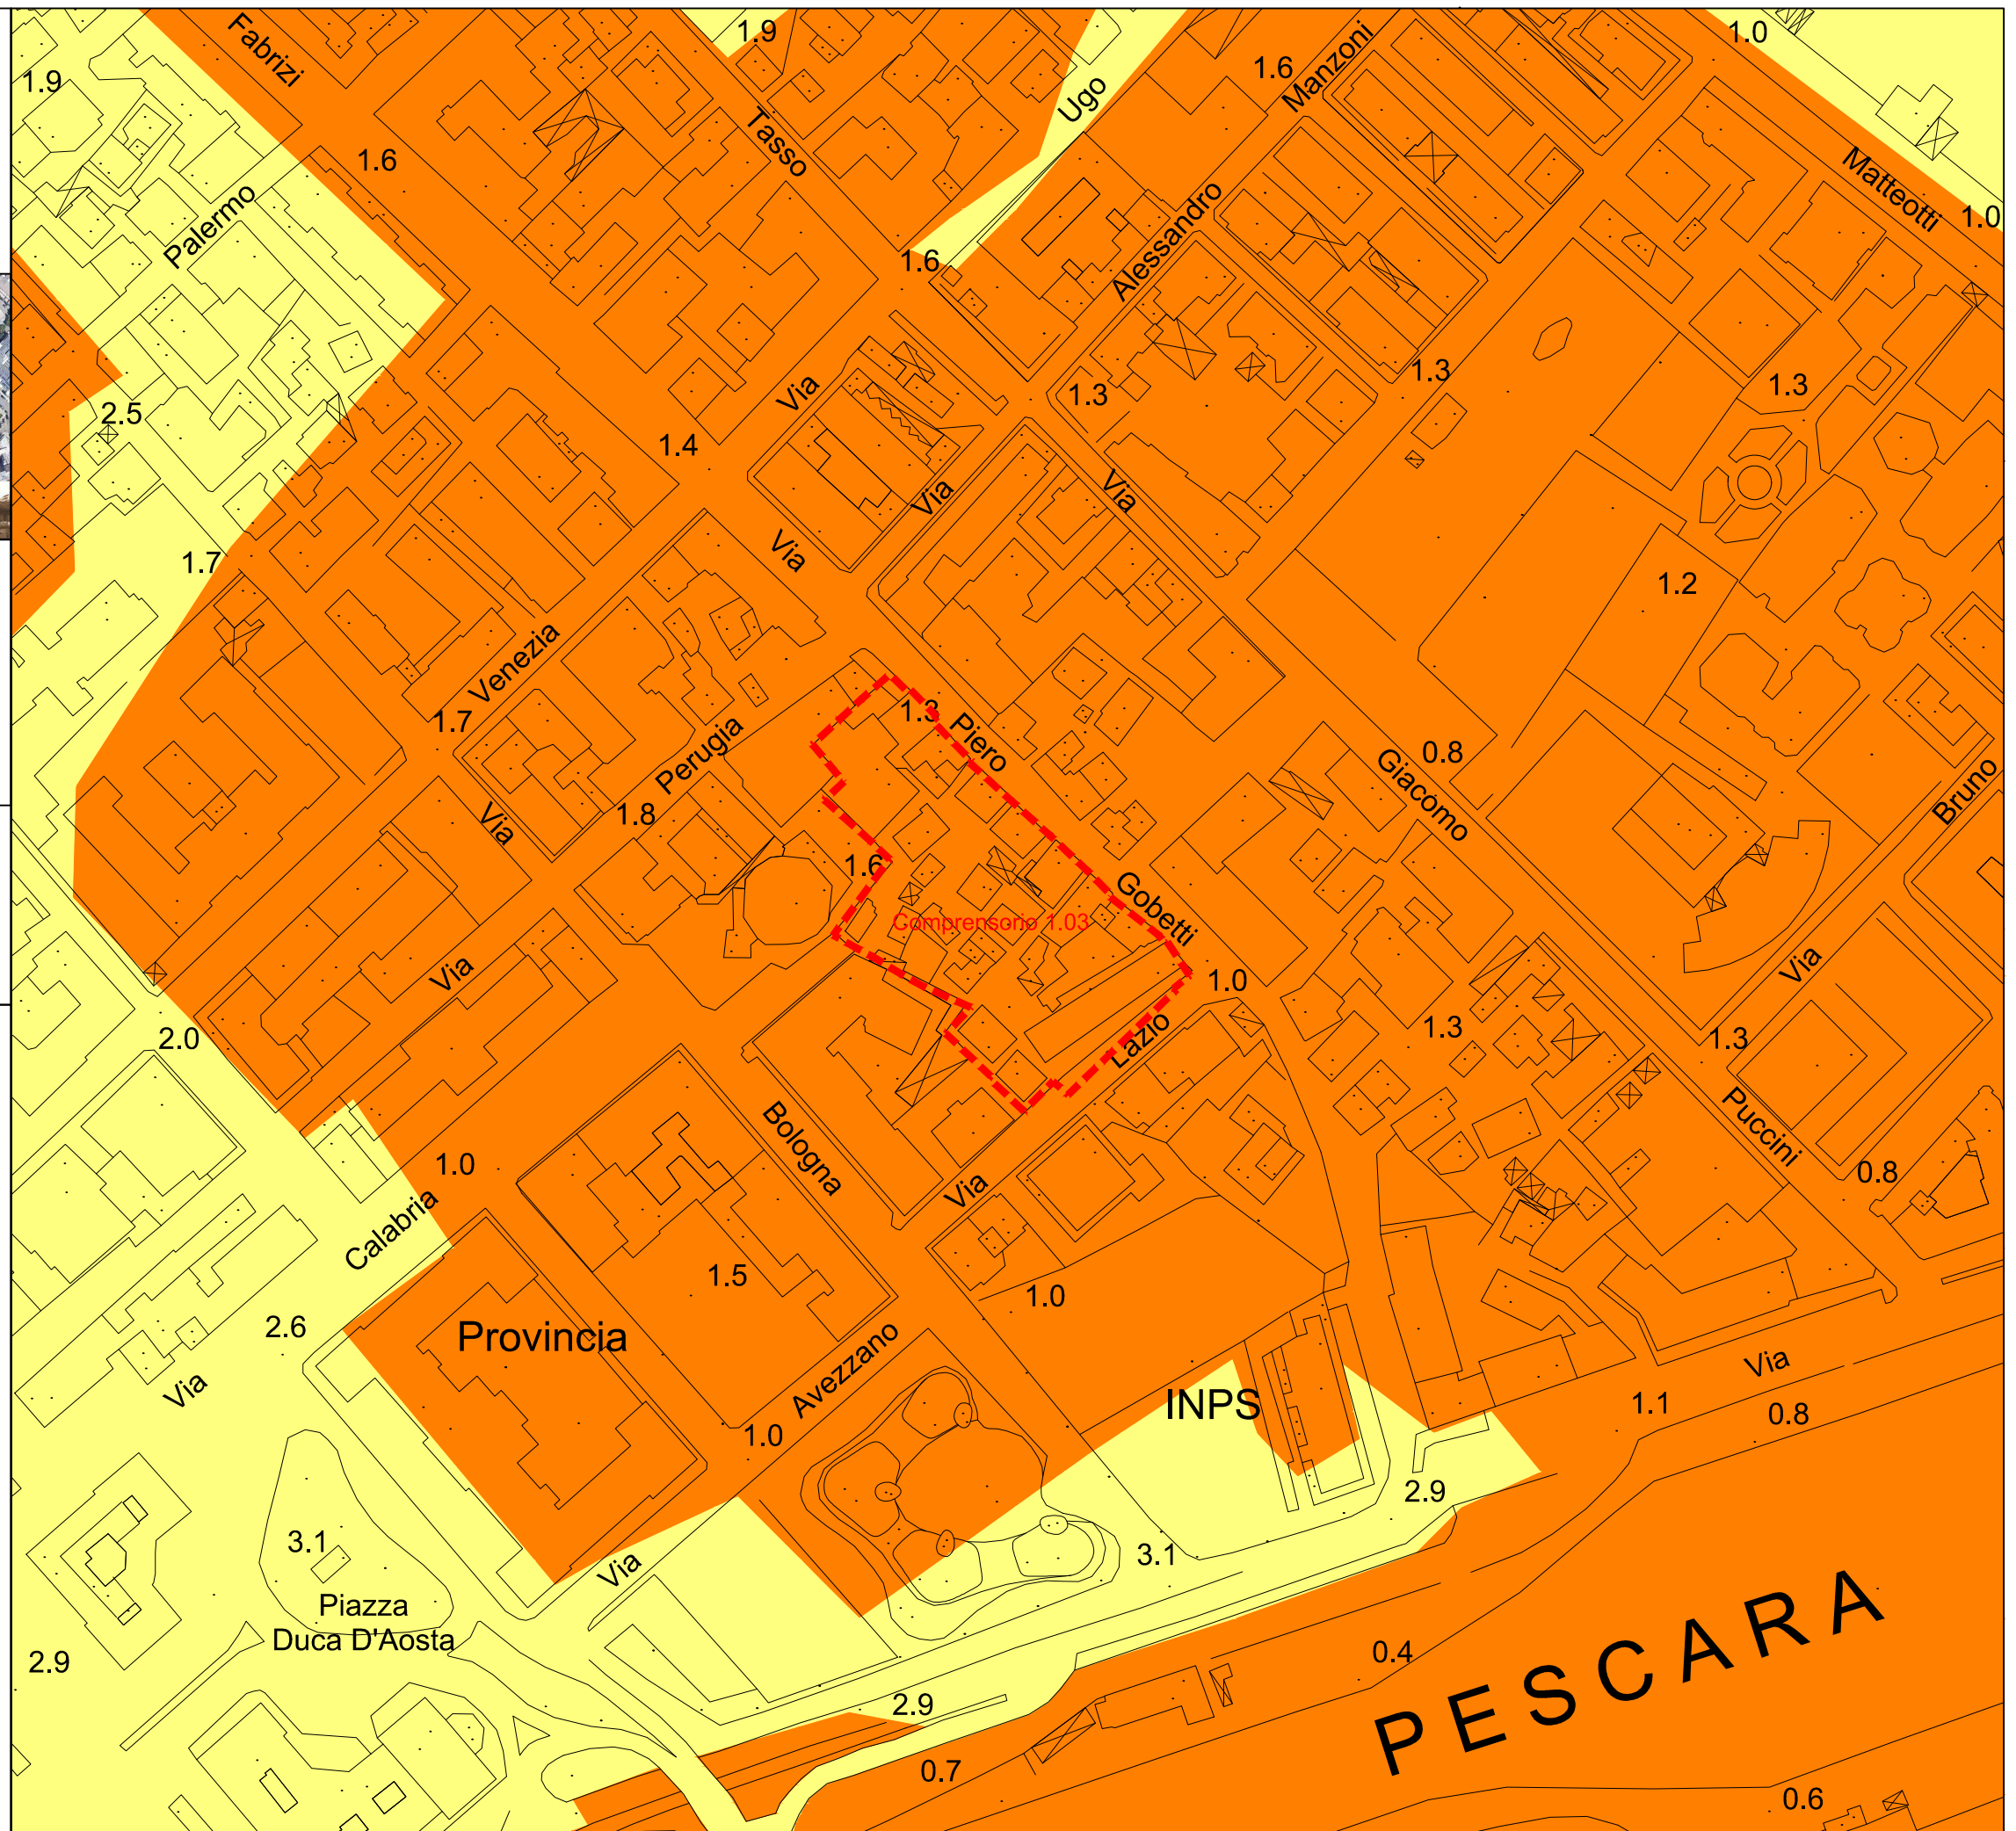 1.9
1.0
Fabrizi
Manzoni
1.6
1.9
Ugo
Tasso
1.6
Matteotti
1.0
Palermo
Alessandro
1.6
1.3
1.3
1.3
Via
2.5
1.4
Via
Via
Via
1.7
1.2
Venezia
1.3
1.7
Piero
Perugia
0.8
Giacomo
Bruno
1.8
Via
1.6
Gobetti
Comprensorio 1.03
Via
Via
1.0
1.3
1.3
2.0
Lazio
Puccini
Bologna
1.0
0.8
Via
Calabria
1.5
1.0
2.6
Provincia
Avezzano
Via
Via
INPS
1.1
0.8
1.0
2.9
3.1
3.1
Via
Piazza
Duca D'Aosta
2.9
0.4
PESCARA
2.9
0.7
0.6